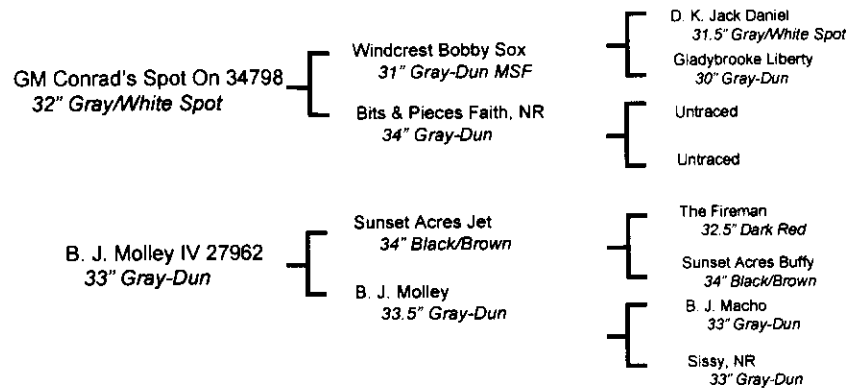 GM Conrad's Spot On 34798
32" Gray/White Spot
Windcrest Bobby Sox
31" Gray-Dun MSF
D. K. Jack Daniel
31.5" Gray/White Spot
Gladybrooke Liberty
30" Gray-Dun
Bits & Pieces Faith, NR
34" Gray-Dun
Untraced
Untraced
B. J. Molley IV 27962
33" Gray-Dun
Sunset Acres Jet
34" Black/Brown
The Fireman
32.5" Dark Red
Sunset Acres Buffy
34" Black/Brown
B. J. Molley
33.5" Gray-Dun
B. J. Macho
33" Gray-Dun
Sissy, NR
33" Gray-Dun